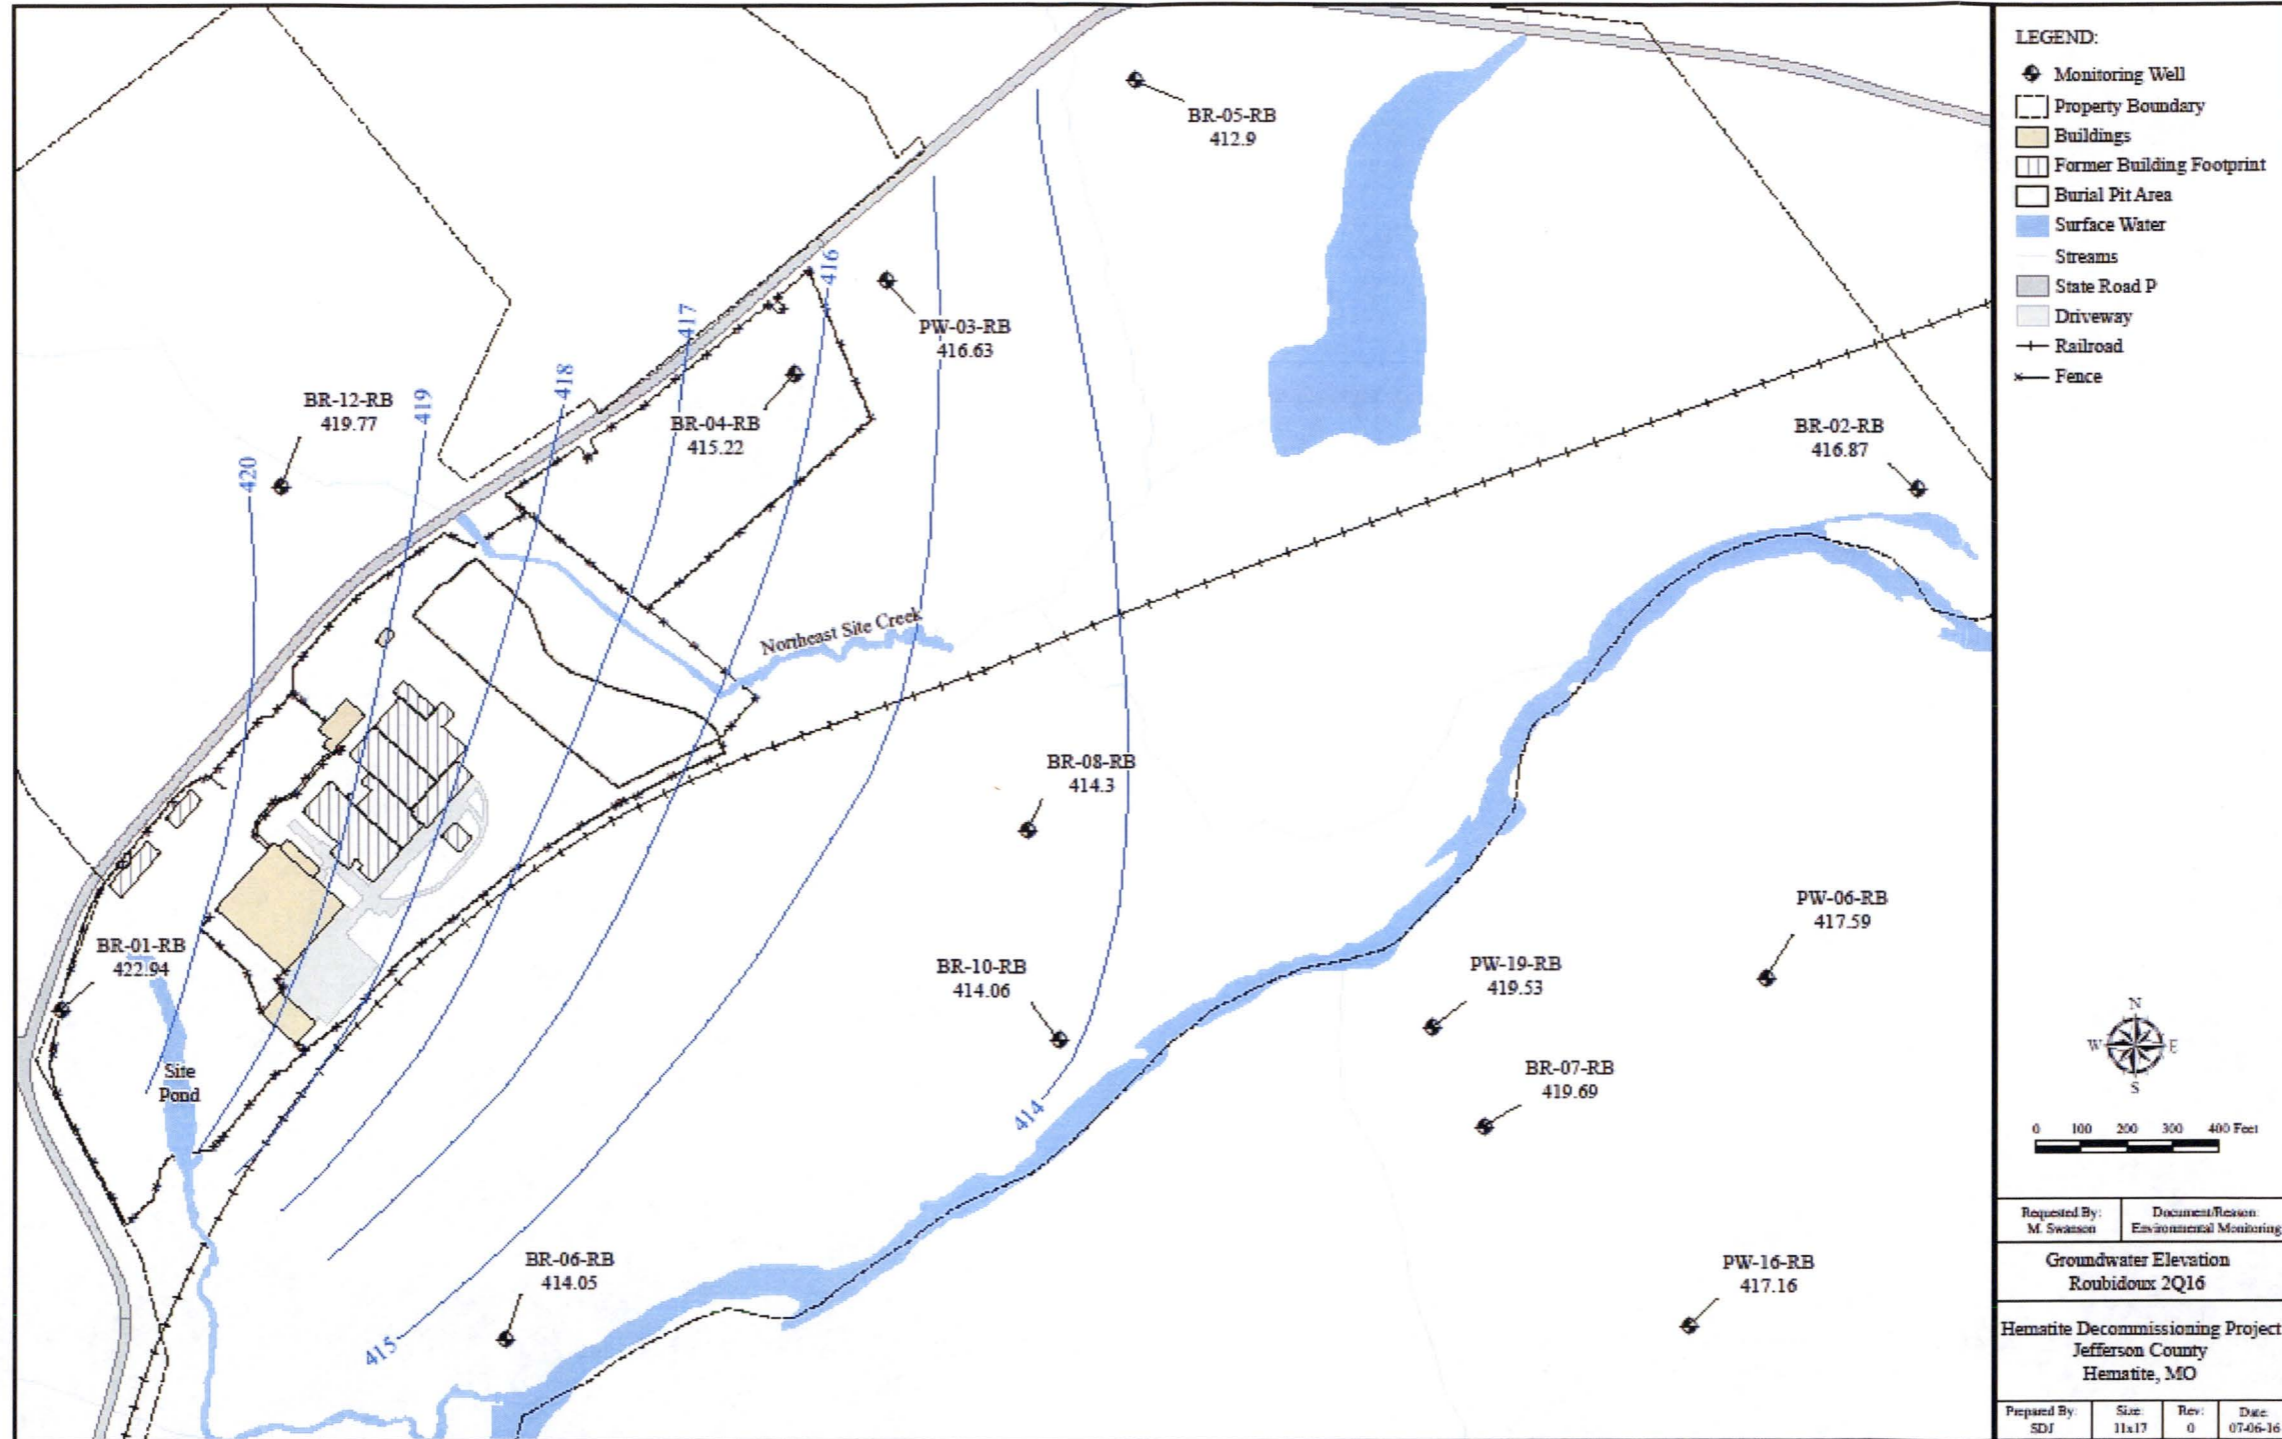 BR-05-RB
412.9
PW-03-RB
416.63
BR-04-RB
415.22
BR-12-RB
419.77
BR-02-RB
416.87
420
419
418
417
416
Northeast Site Creek
BR-08-RB
414.3
BR-01-RB
422.94
Site
Pond
BR-10-RB
414.06
PW-06-RB
417.59
PW-19-RB
419.53
BR-07-RB
419.69
414
BR-06-RB
414.05
415
PW-16-RB
417.16
LEGEND:
Monitoring Well
Property Boundary
Buildings
Former Building Footprint
Burial Pit Area
Surface Water
Streams
State Road P
Driveway
Railroad
Fence
N
W E
S
0 100 200 300 400 Feet
Requested By:
M. Swanson
Document/Reason:
Environmental Monitoring
Groundwater Elevation
Roubidoux 2Q16
Hematite Decommissioning Project
Jefferson County
Hematite, MO
Prepared By:
SDJ
Size:
11x17
Rev:
0
Date:
07-06-16